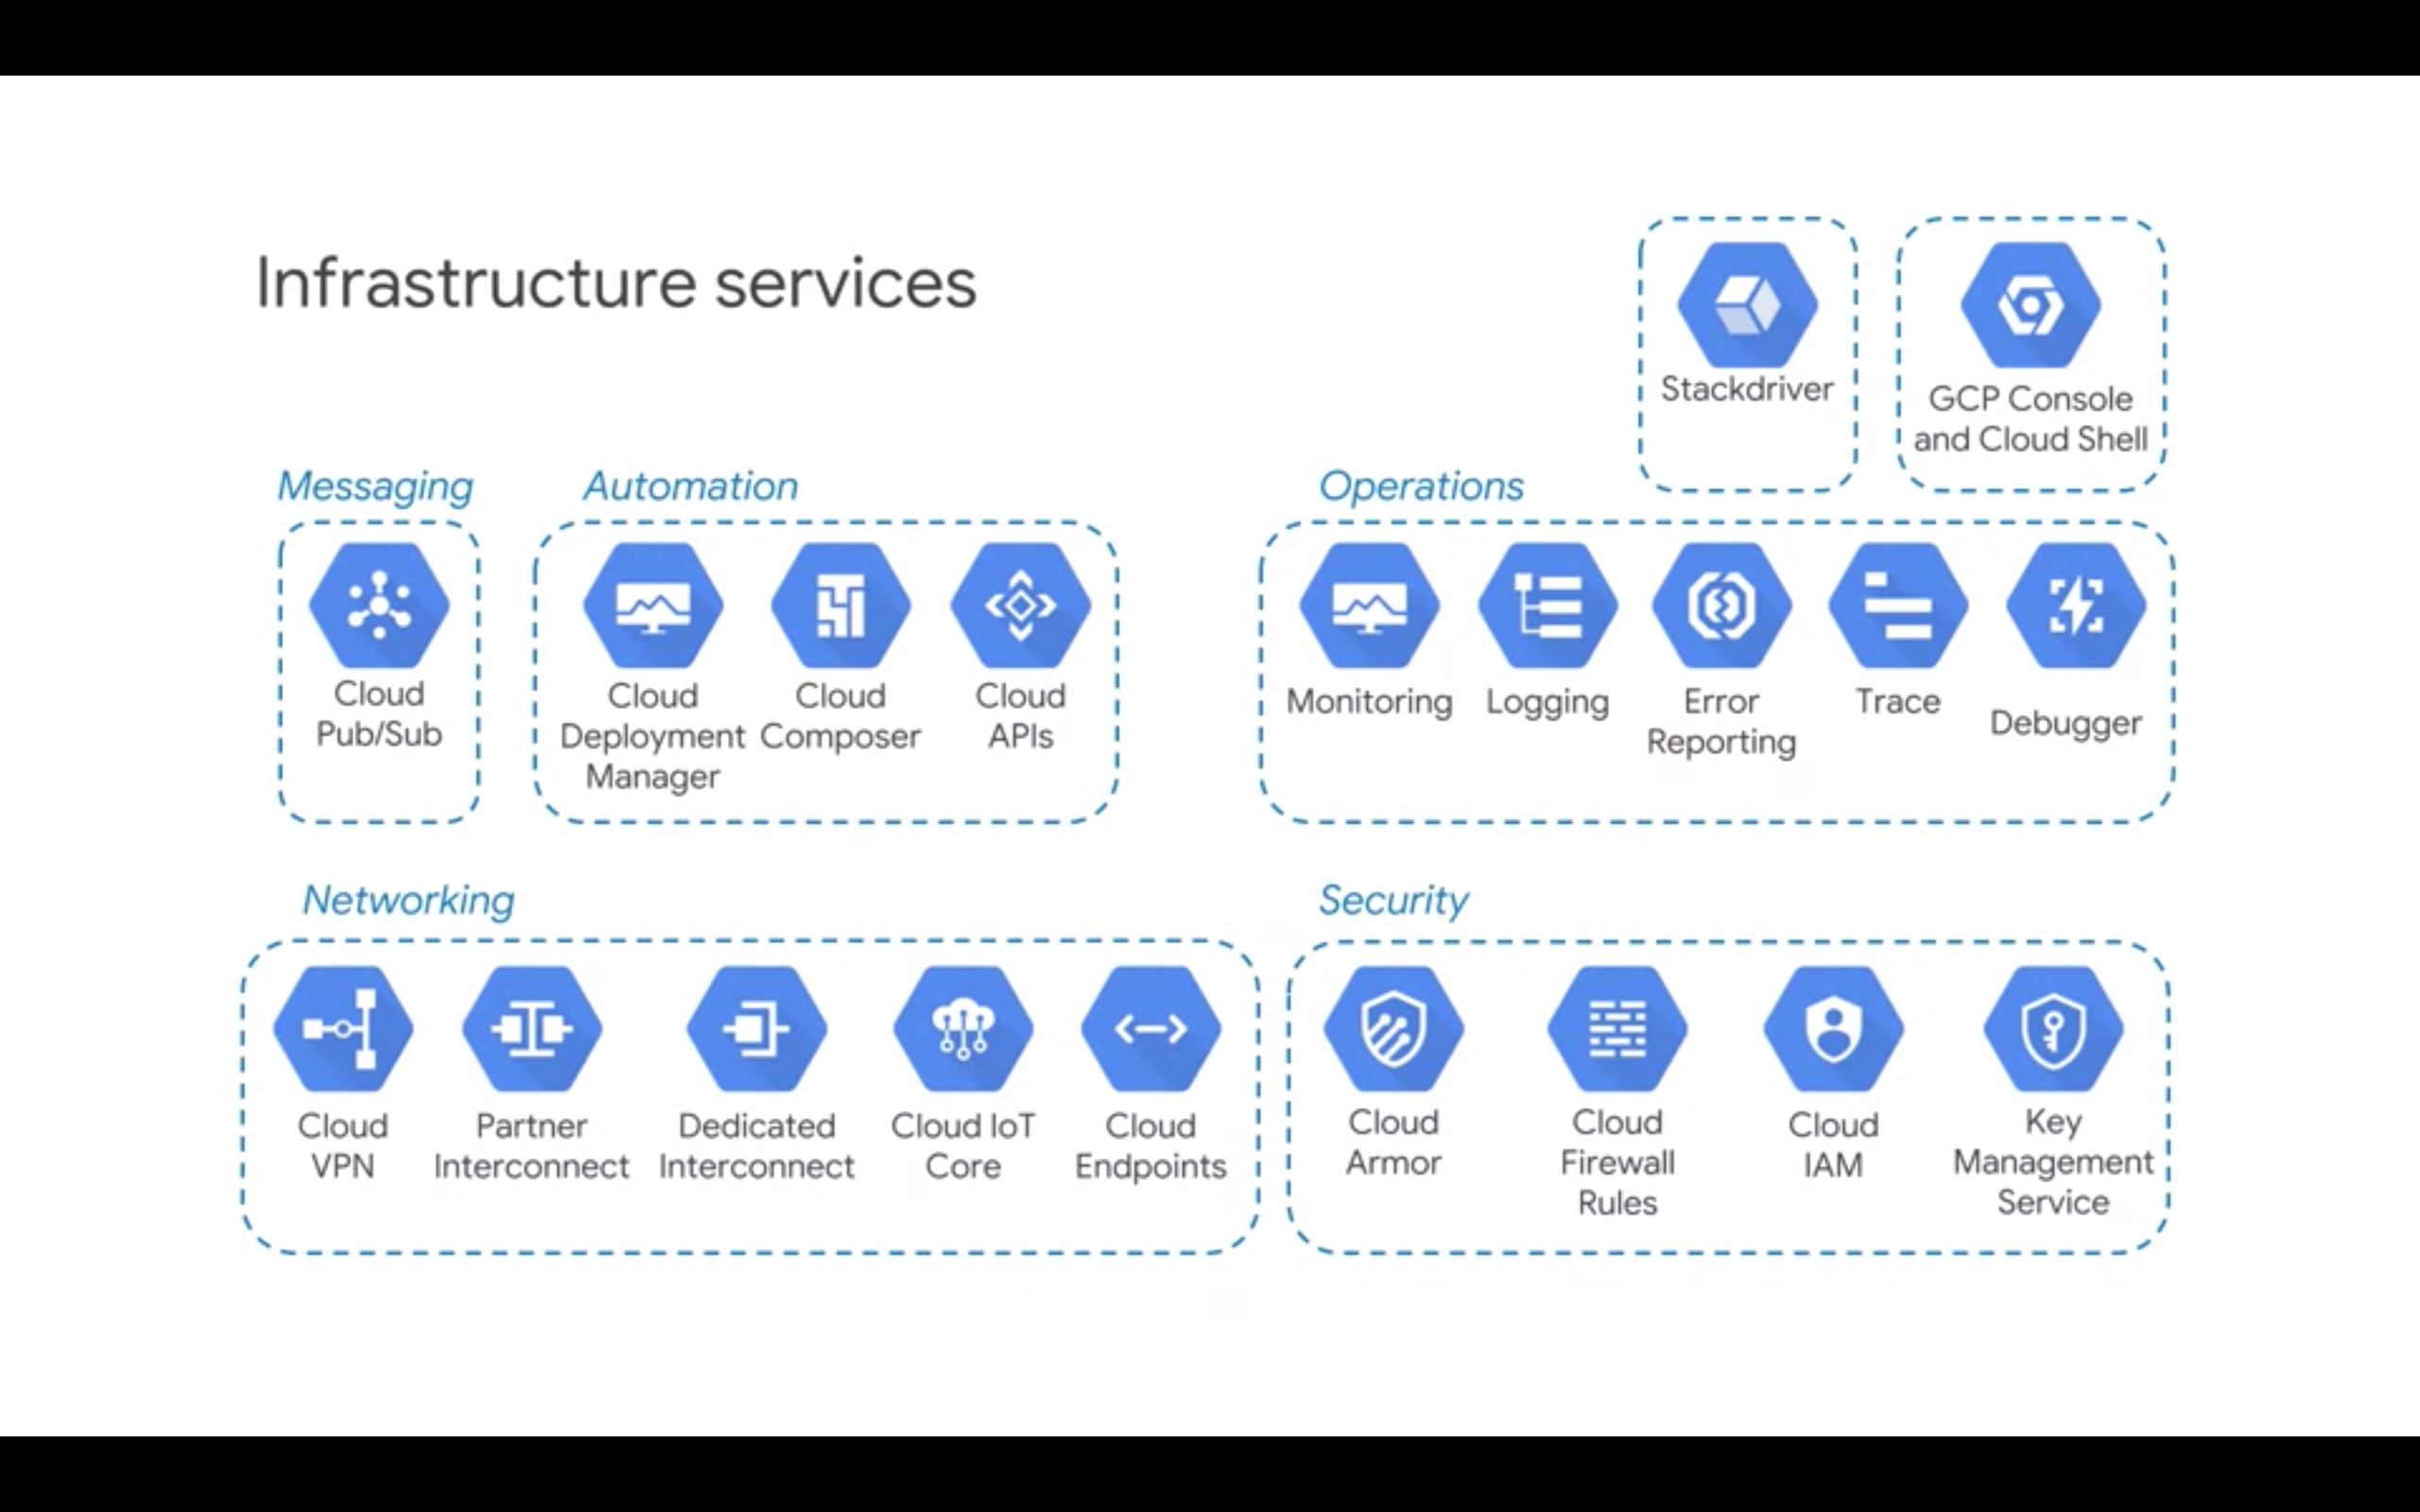 Infrastructure services
Stackdriver
GCP Console
and Cloud Shell
Messaging
Cloud
Pub/Sub
Automation
Cloud
Deployment
Manager
Cloud
Composer
Cloud
APIs
Operations
Monitoring
Logging
Error
Reporting
Trace
Debugger
Networking
Cloud
VPN
Partner
Interconnect
Dedicated
Interconnect
Cloud IoT
Core
Cloud
Endpoints
Security
Cloud
Armor
Cloud
Firewall
Rules
Cloud
IAM
Key
Management
Service